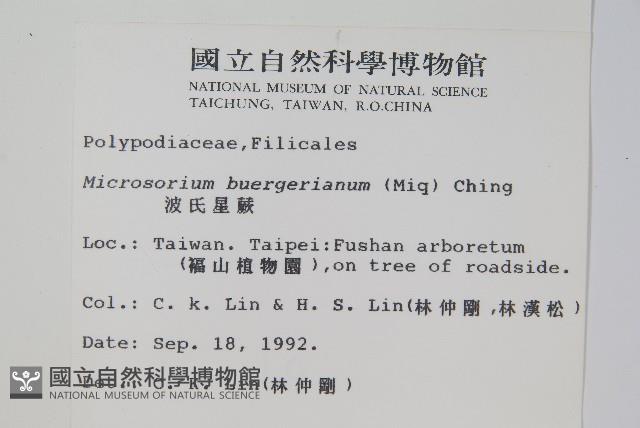 國立自然科學博物館
NATIONAL MUSEUM OF NATURAL SCIENCE
TAICHUNG, TAIWAN, R.O.CHINA
Polypodiaceae,Filicales
Microsorium buergerianum (Miq) Ching
波氏星蕨
Loc.: Taiwan. Taipei:Fushan arboretum
(福山植物園),on tree of roadside.
Col.: C. k. Lin & H. S. Lin(林仲剛,林漢松)
Date: Sep. 18, 1992.
Det.: C. k. Lin(林仲剛)
國立自然科學博物館
NATIONAL MUSEUM OF NATURAL SCIENCE